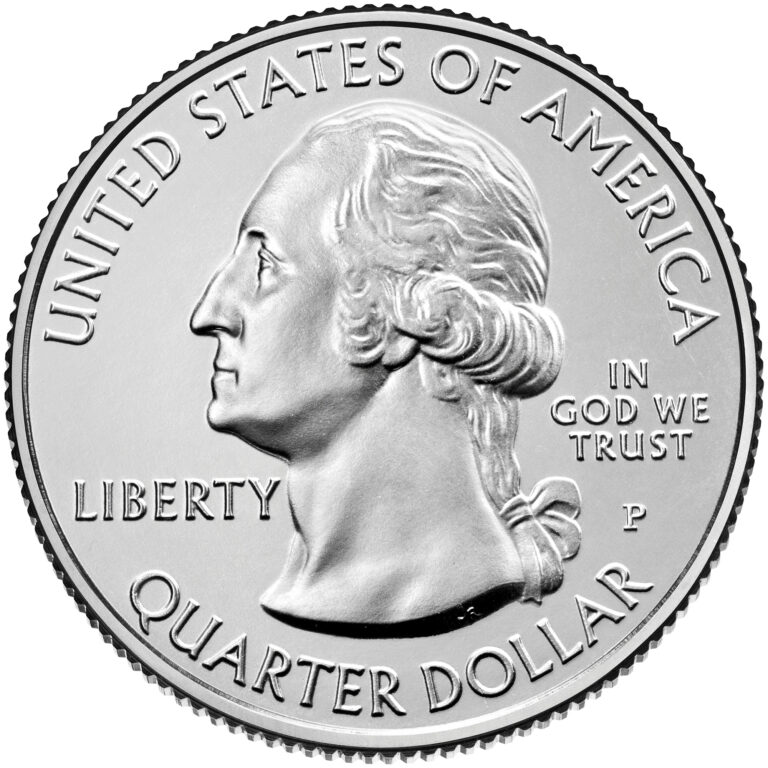 UNITED STATES OF AMERICA
LIBERTY
IN
GOD WE
TRUST
P
QUARTER DOLLAR